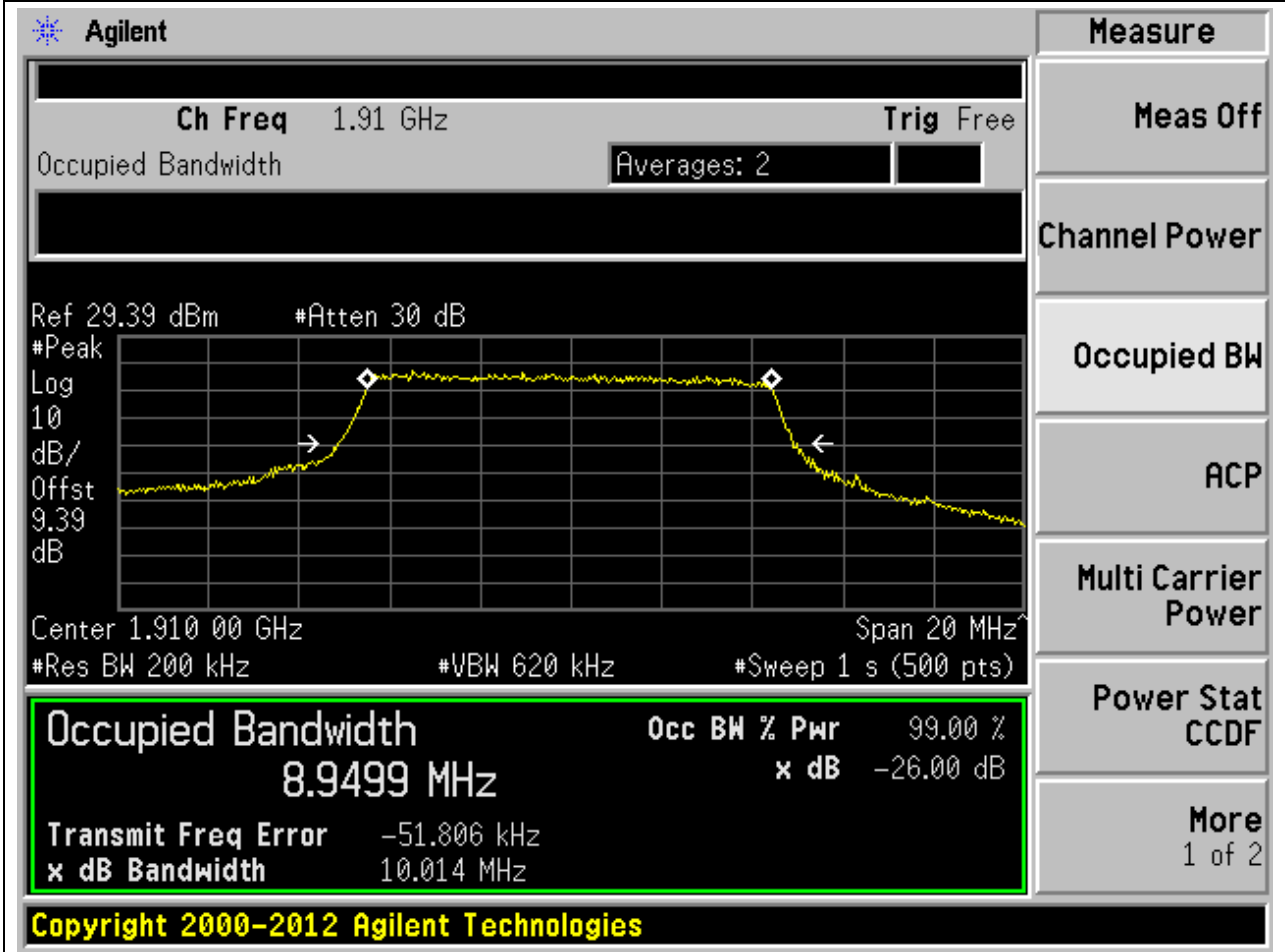 Agilent
Measure
Ch Freq 1.91 GHz Trig Free
Occupied Bandwidth Averages: 2
Meas Off
Channel Power
Occupied BW
ACP
Multi Carrier
Power
Power Stat
CCDF
More
1 of 2
Ref 29.39 dBm #Atten 30 dB
#Peak
Log
10
dB/
Offst
9.39
dB
Center 1.910 00 GHz Span 20 MHz^
#Res BW 200 kHz #VBW 620 kHz #Sweep 1 s (500 pts)
Occupied Bandwidth Occ BW % Pwr 99.00 %
8.9499 MHz x dB -26.00 dB
Transmit Freq Error -51.806 kHz
x dB Bandwidth 10.014 MHz
Copyright 2000-2012 Agilent Technologies